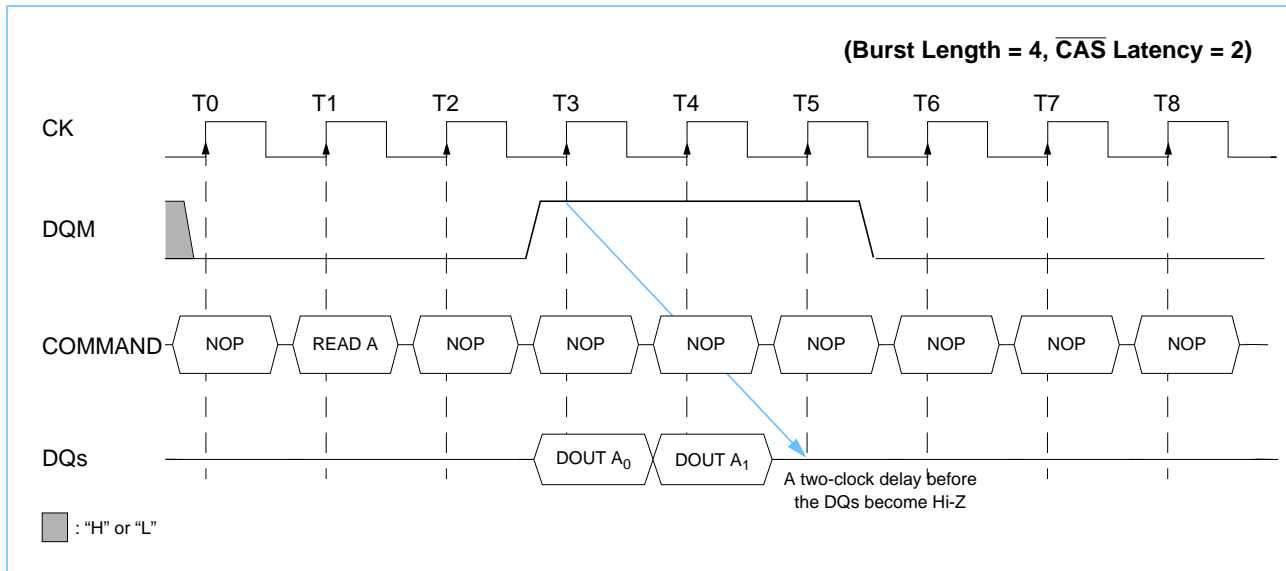 (Burst Length = 4, CAS Latency = 2)
T0 T1 T2 T3 T4 T5 T6 T7 T8
CK
DQM
COMMAND NOP READ A NOP NOP NOP NOP NOP NOP NOP
DQs DOUT A0 DOUT A1
A two-clock delay before
the DQs become Hi-Z
: “H” or “L”